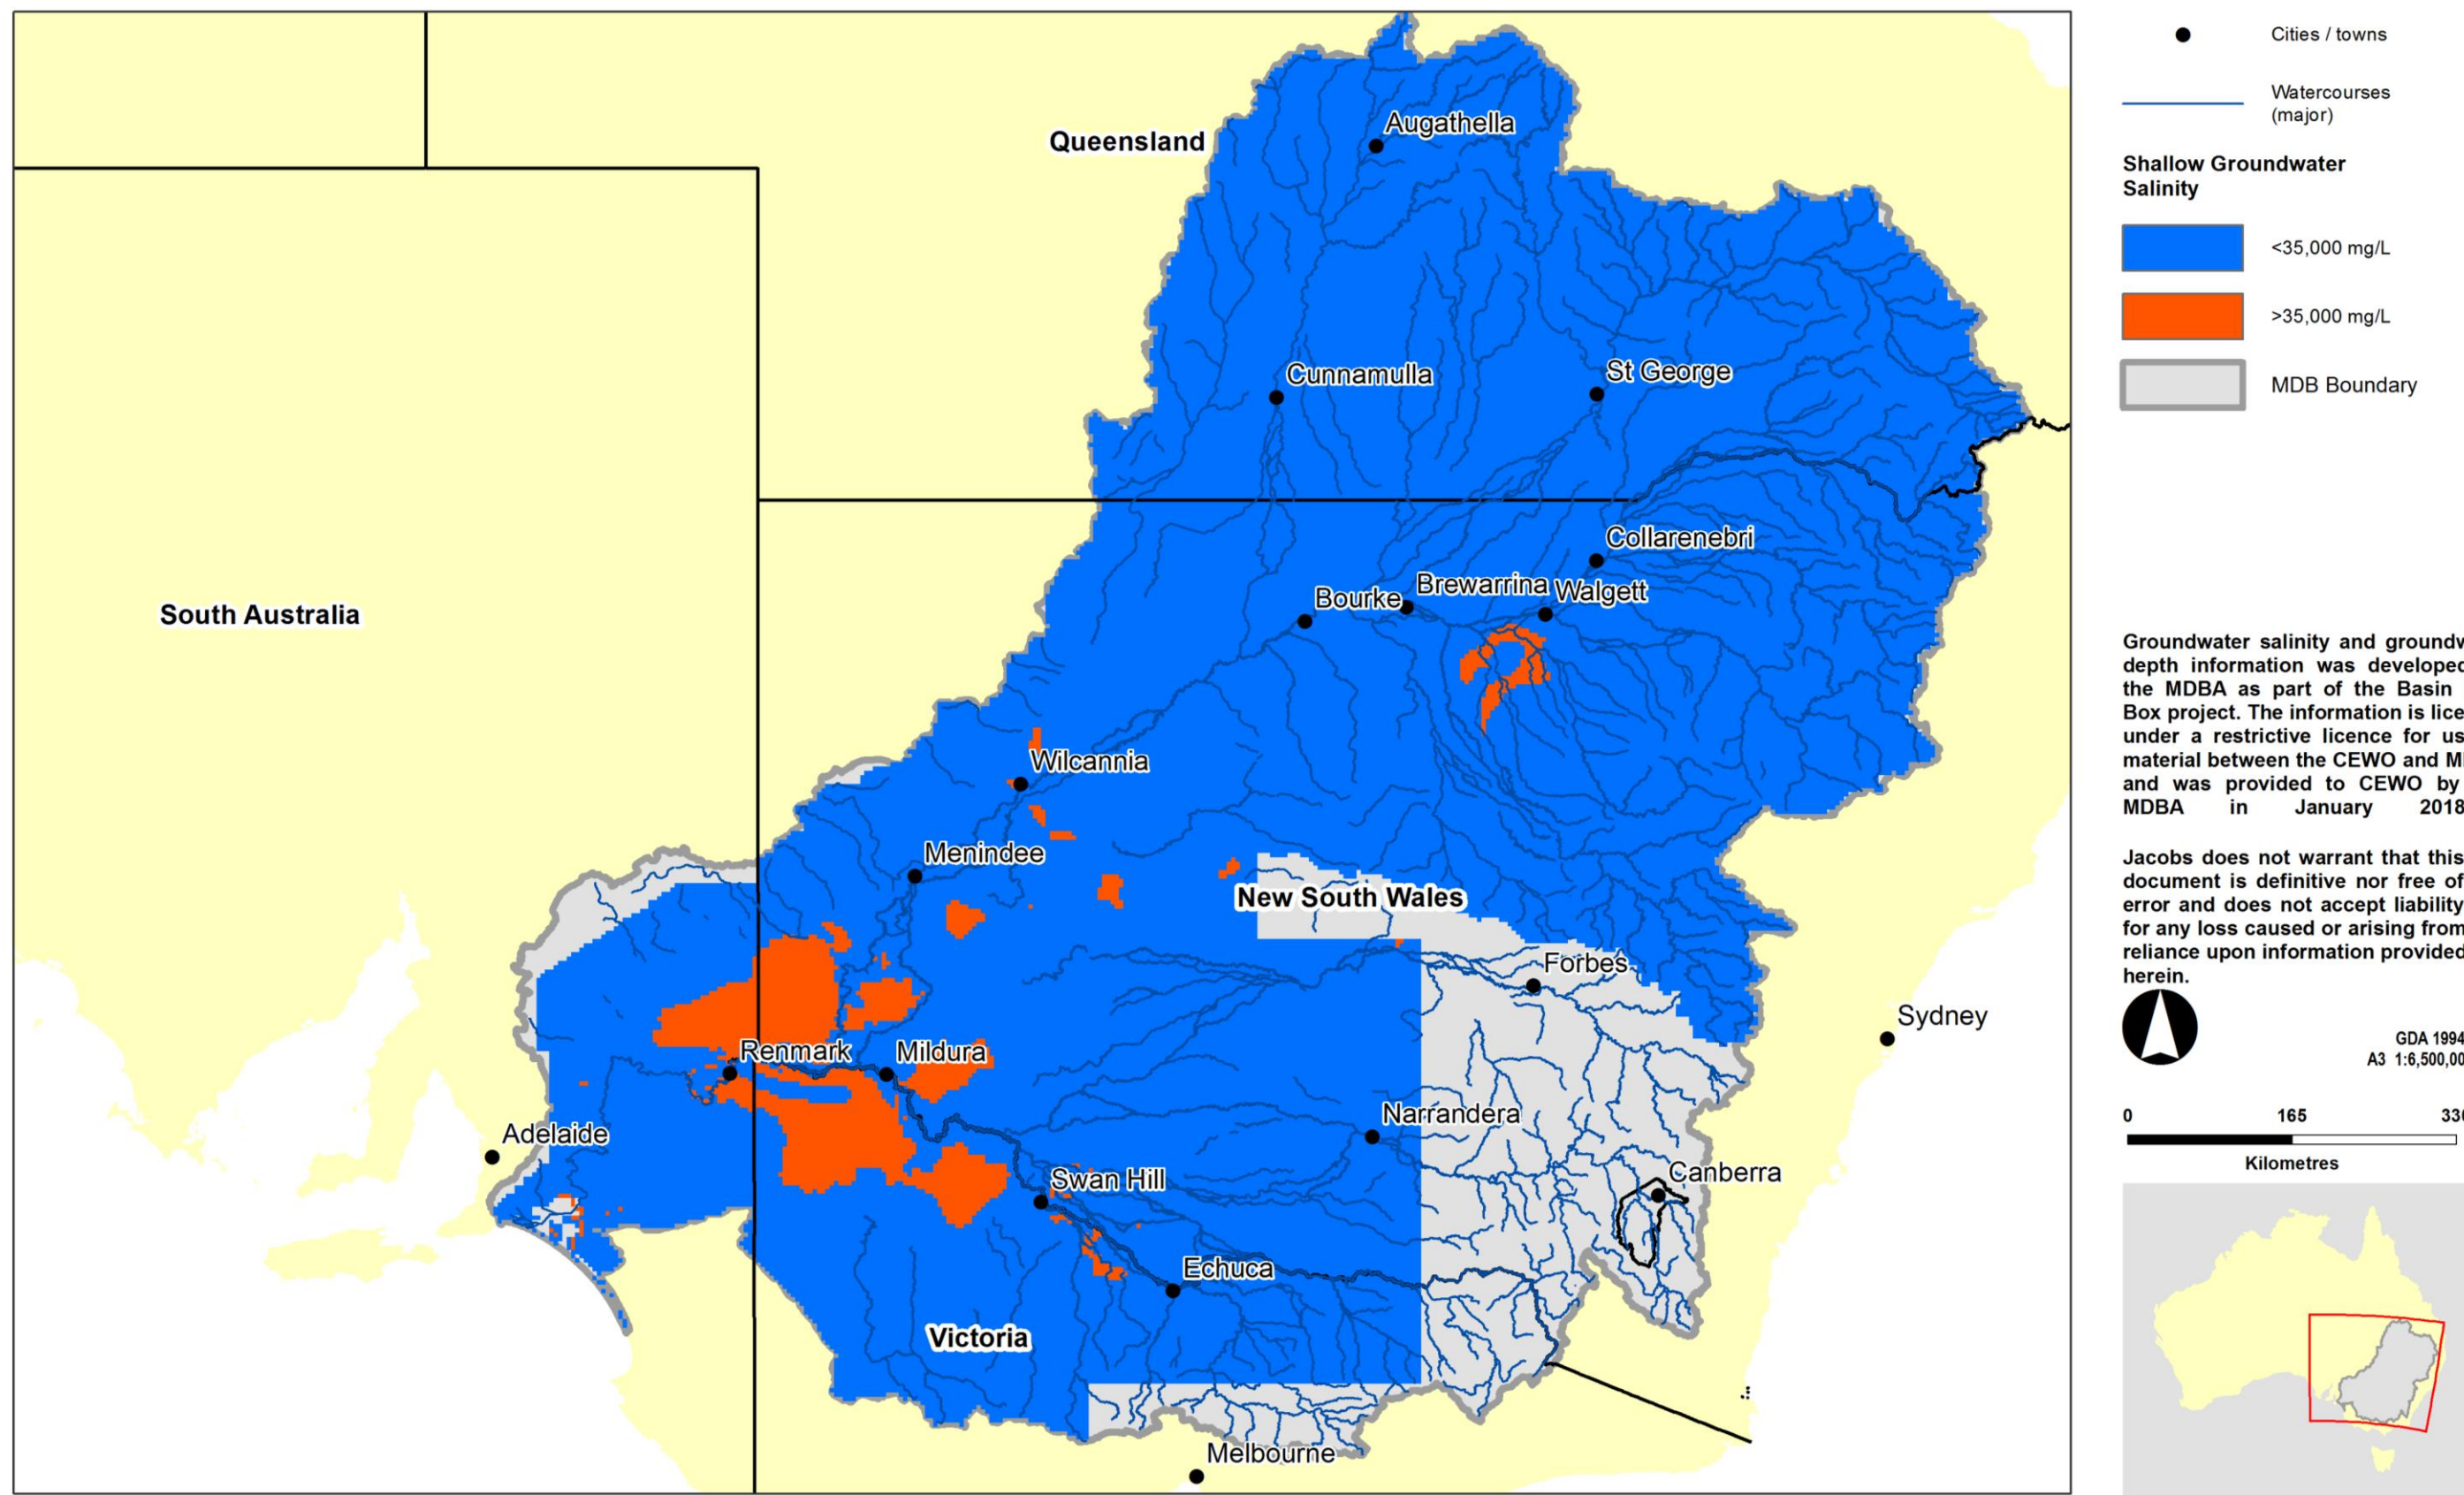 Queensland
Augathella
Cunnamulla
St George
Collarenebri
Bourke
Brewarrina
Walgett
South Australia
Wilcannia
Menindee
New South Wales
Forbes
Sydney
Renmark
Mildura
Adelaide
Narrandera
Canberra
Swan Hill
Echuca
Victoria
Melbourne
Cities / towns
Watercourses
(major)
Shallow Groundwater
Salinity
<35,000 mg/L
>35,000 mg/L
MDB Boundary
Groundwater salinity and groundw
depth information was developed
the MDBA as part of the Basin
Box project. The information is lice
under a restrictive licence for us
material between the CEWO and M
and was provided to CEWO by
MDBA in January 2018
Jacobs does not warrant that this
document is definitive nor free of
error and does not accept liability
for any loss caused or arising from
reliance upon information provided
herein.
GDA 1994
A3 1:6,500,00
0 165 330
Kilometres